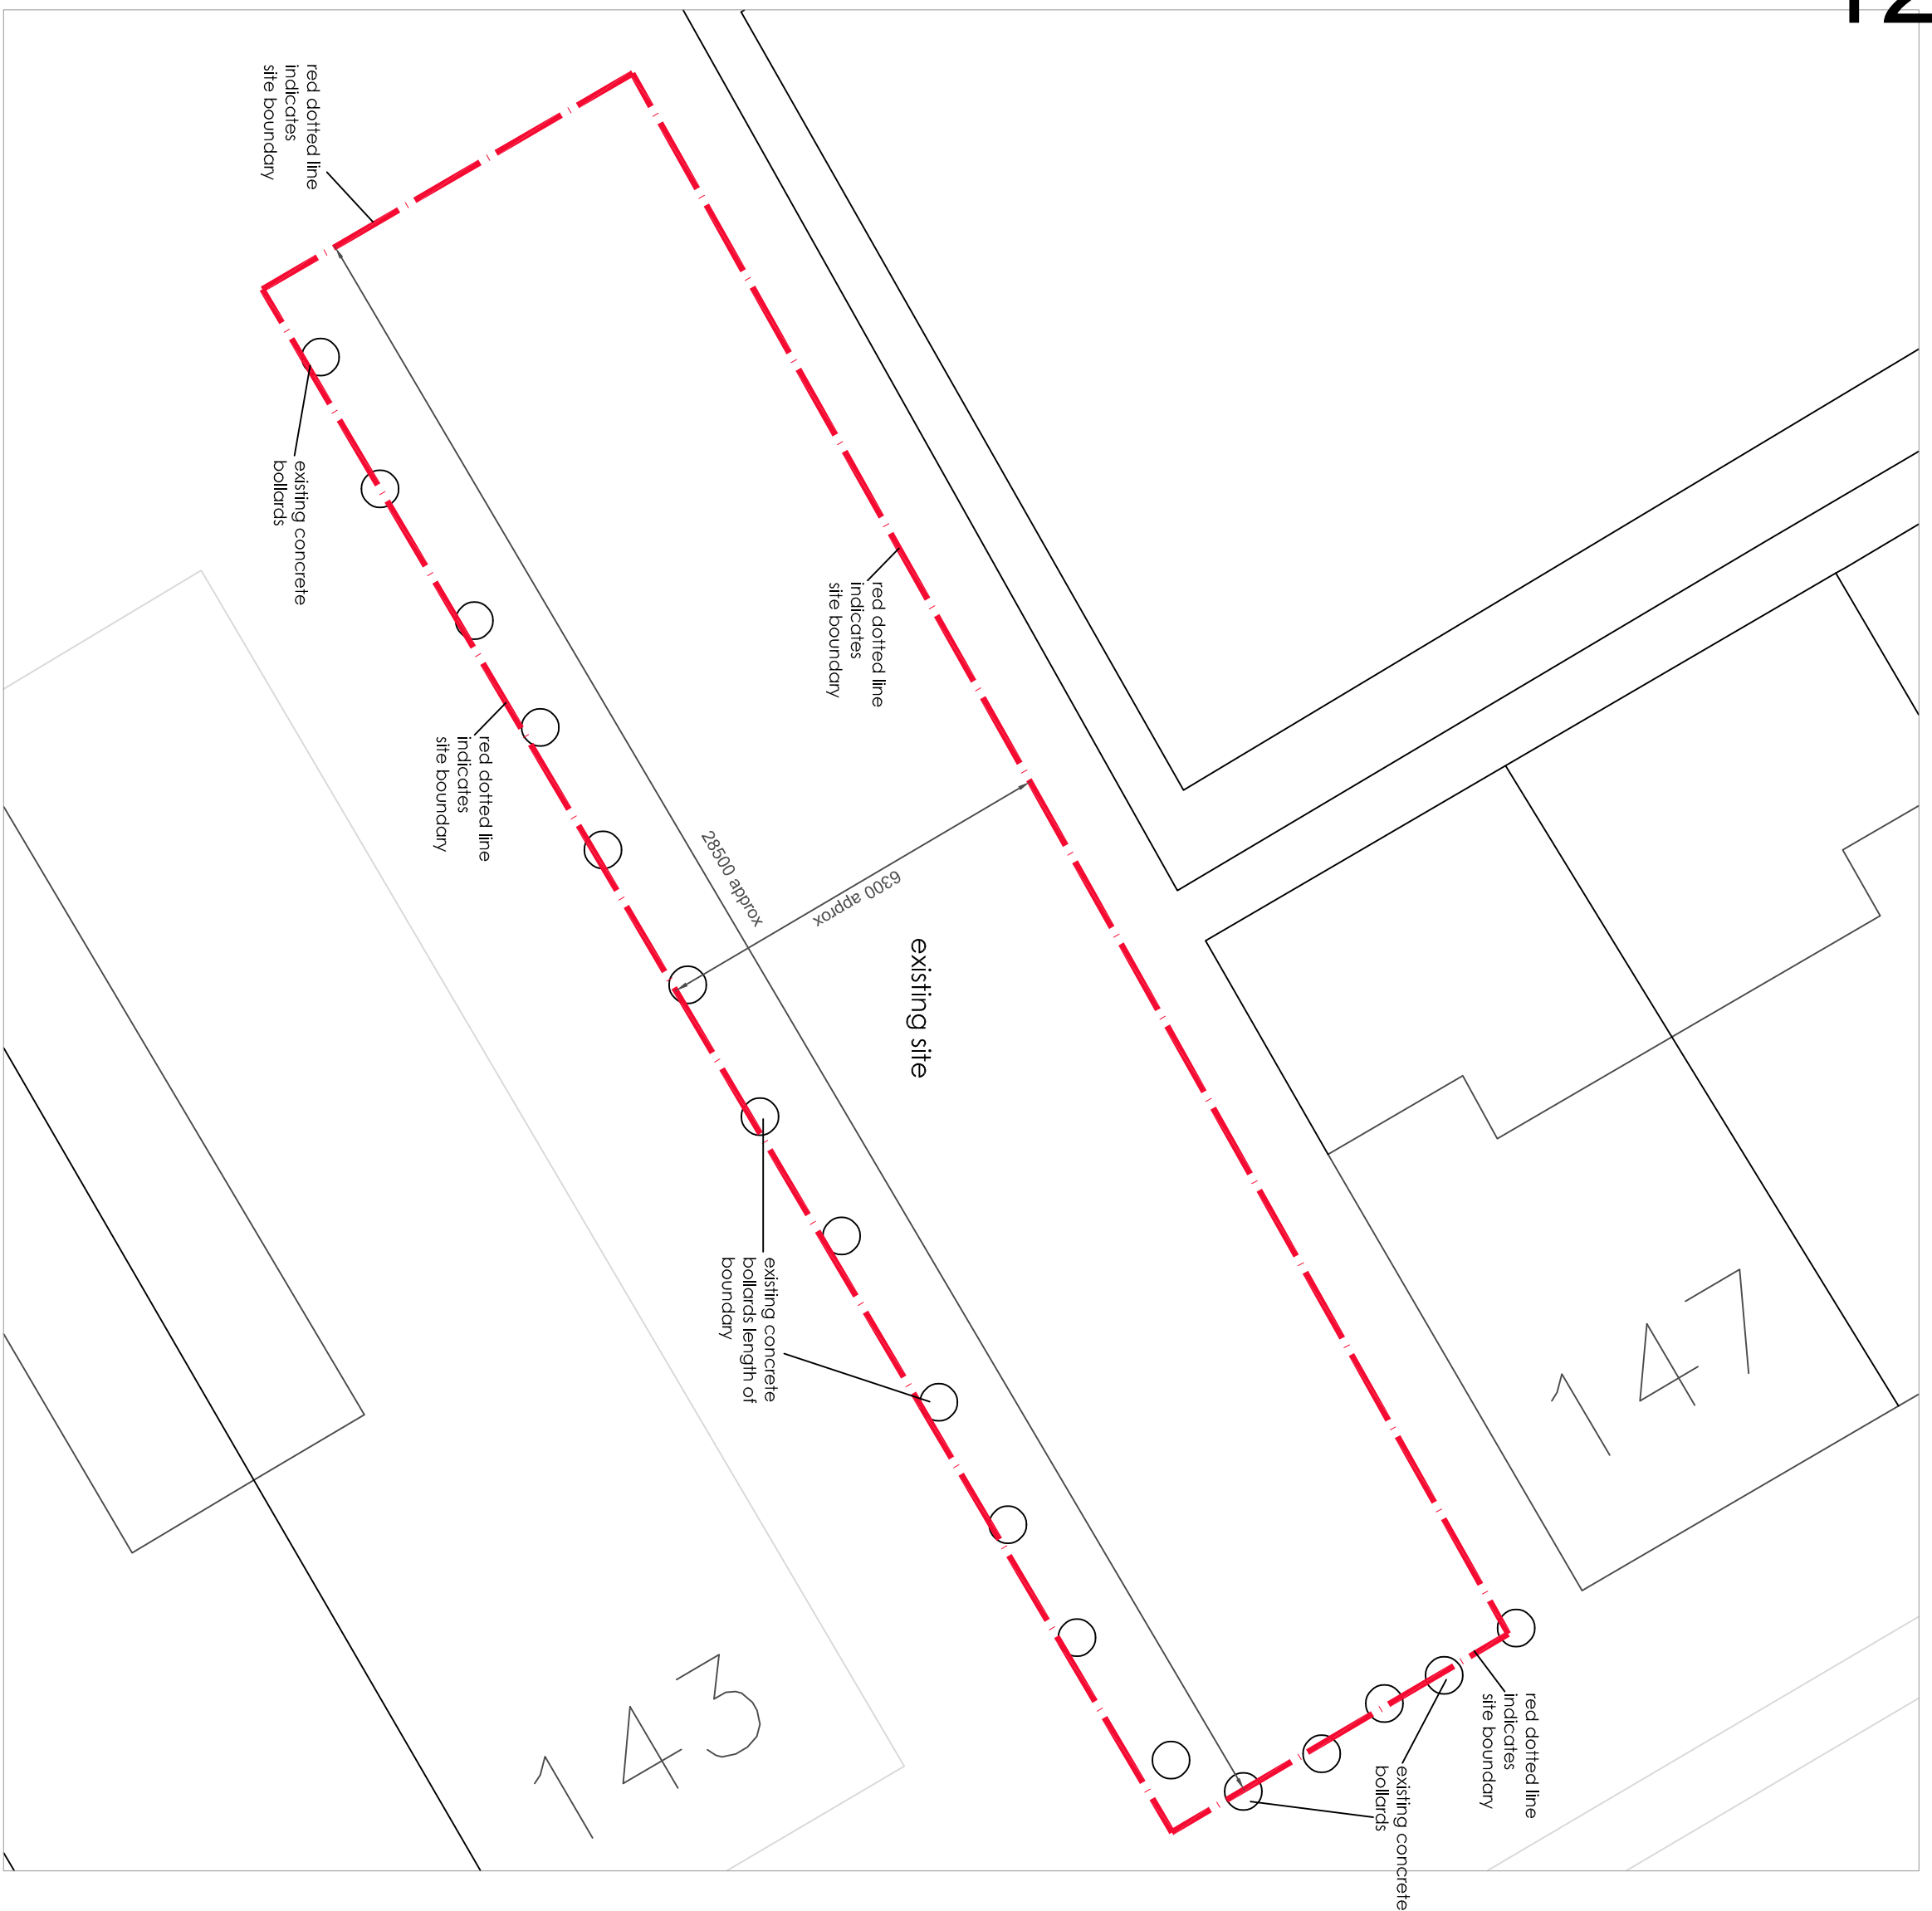 red dotted line
indicates
site boundary
existing concrete
bollards
red dotted line
indicates
site boundary
red dotted line
indicates
site boundary
28500 approx
6300 approx
existing site
existing concrete
bollards length of
boundary
147
143
red dotted line
indicates
site boundary
existing concrete
bollards